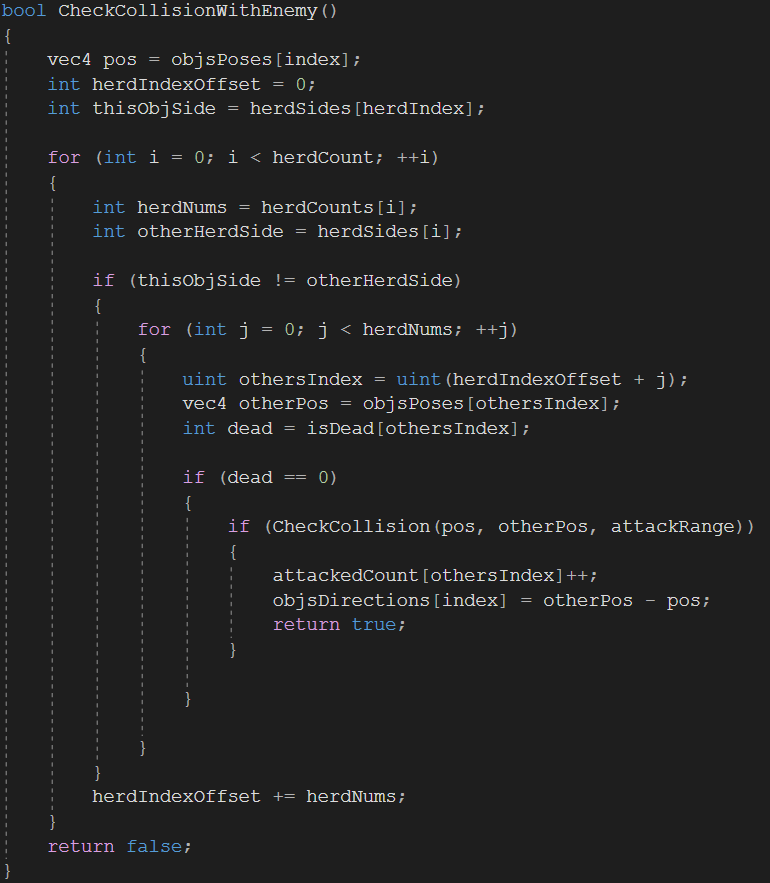 bool CheckCollisionWithEnemy()
{
    vec4 pos = objsPoses[index];
    int herdIndexOffset = 0;
    int thisObjSide = herdSides[herdIndex];

    for (int i = 0; i < herdCount; ++i)
    {
        int herdNums = herdCounts[i];
        int otherHerdSide = herdSides[i];

        if (thisObjSide != otherHerdSide)
        {
            for (int j = 0; j < herdNums; ++j)
            {
                uint othersIndex = uint(herdIndexOffset + j);
                vec4 otherPos = objsPoses[othersIndex];
                int dead = isDead[othersIndex];

                if (dead == 0)
                {
                    if (CheckCollision(pos, otherPos, attackRange))
                    {
                        attackedCount[othersIndex]++;
                        objsDirections[index] = otherPos - pos;
                        return true;
                    }

                }

            }
        }
        herdIndexOffset += herdNums;
    }
    return false;
}